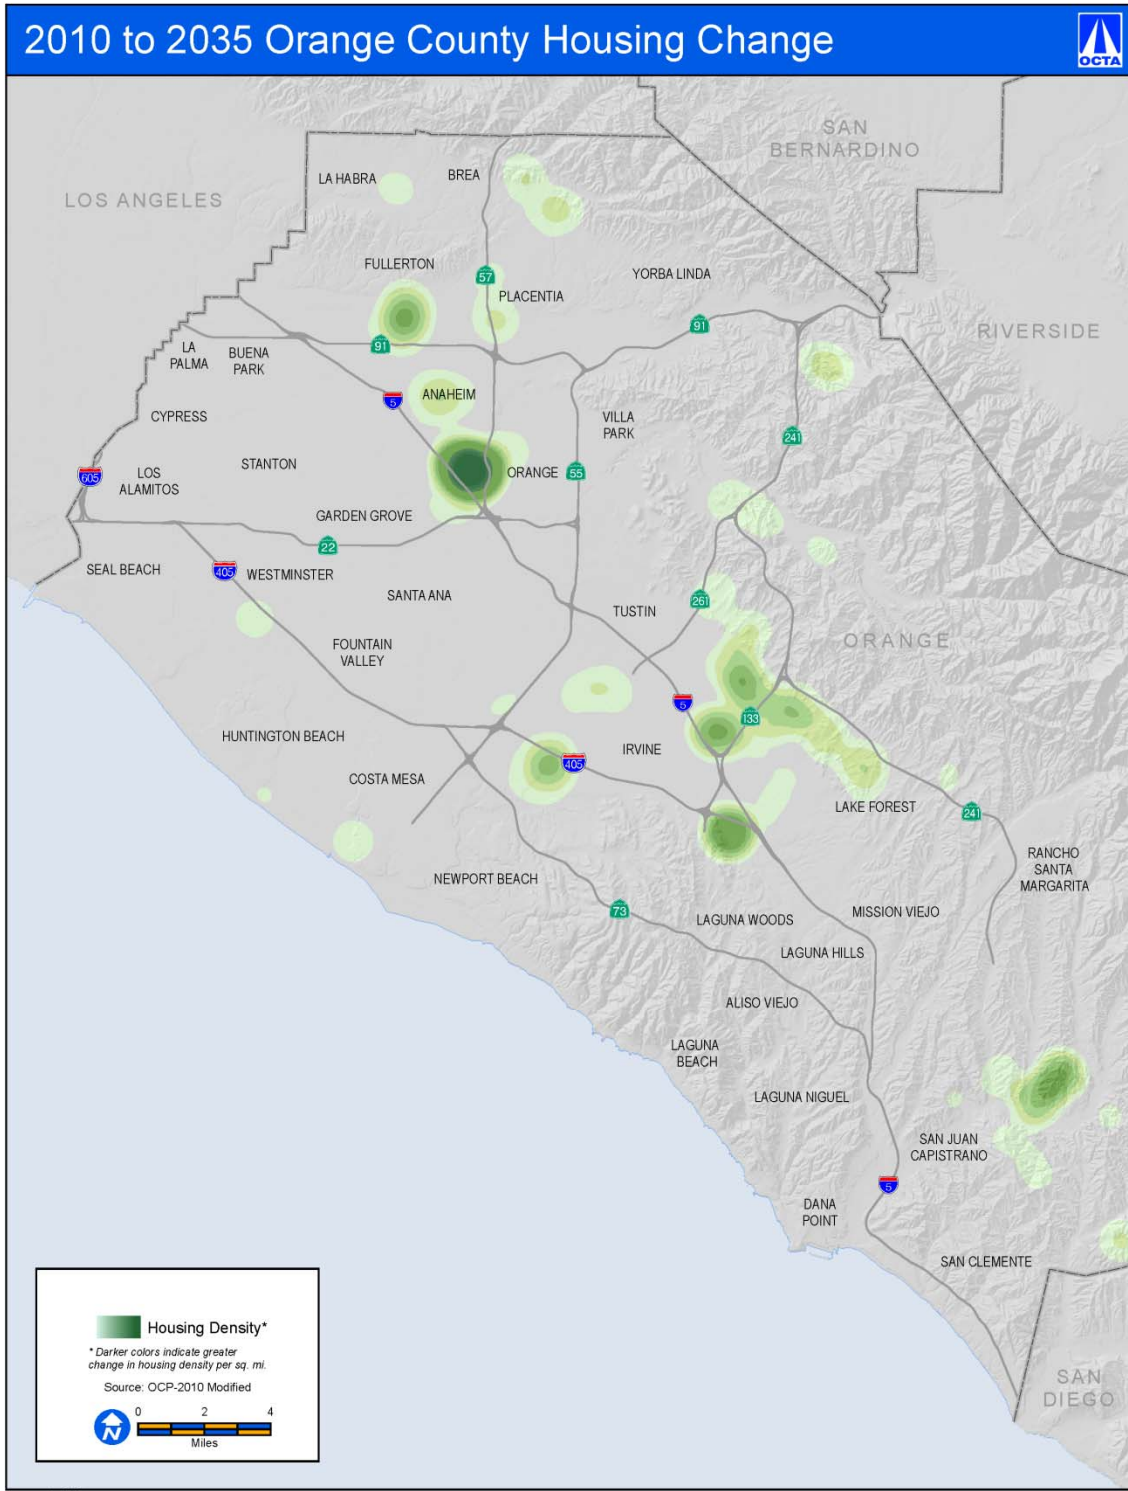 2010 to 2035 Orange County Housing Change
OCTA
SAN
BERNARDINO
LOS ANGELES
LA HABRA
BREA
FULLERTON
57
YORBA LINDA
PLACENTIA
91
RIVERSIDE
91
LA
PALMA
BUENA
PARK
5
ANAHEIM
CYPRESS
VILLA
PARK
241
STANTON
LOS
ALAMITOS
605
ORANGE
55
GARDEN GROVE
22
SEAL BEACH
405
WESTMINSTER
SANTA ANA
261
TUSTIN
ORANGE
FOUNTAIN
VALLEY
5
133
HUNTINGTON BEACH
IRVINE
405
COSTA MESA
LAKE FOREST
241
RANCHO
SANTA
MARGARITA
NEWPORT BEACH
73
LAGUNA WOODS
MISSION VIEJO
LAGUNA HILLS
ALISO VIEJO
LAGUNA
BEACH
LAGUNA NIGUEL
SAN JUAN
CAPISTRANO
5
DANA
POINT
SAN CLEMENTE
SAN
DIEGO
Housing Density*
* Darker colors indicate greater
change in housing density per sq. mi.
Source: OCP-2010 Modified
N
0 2 4
Miles